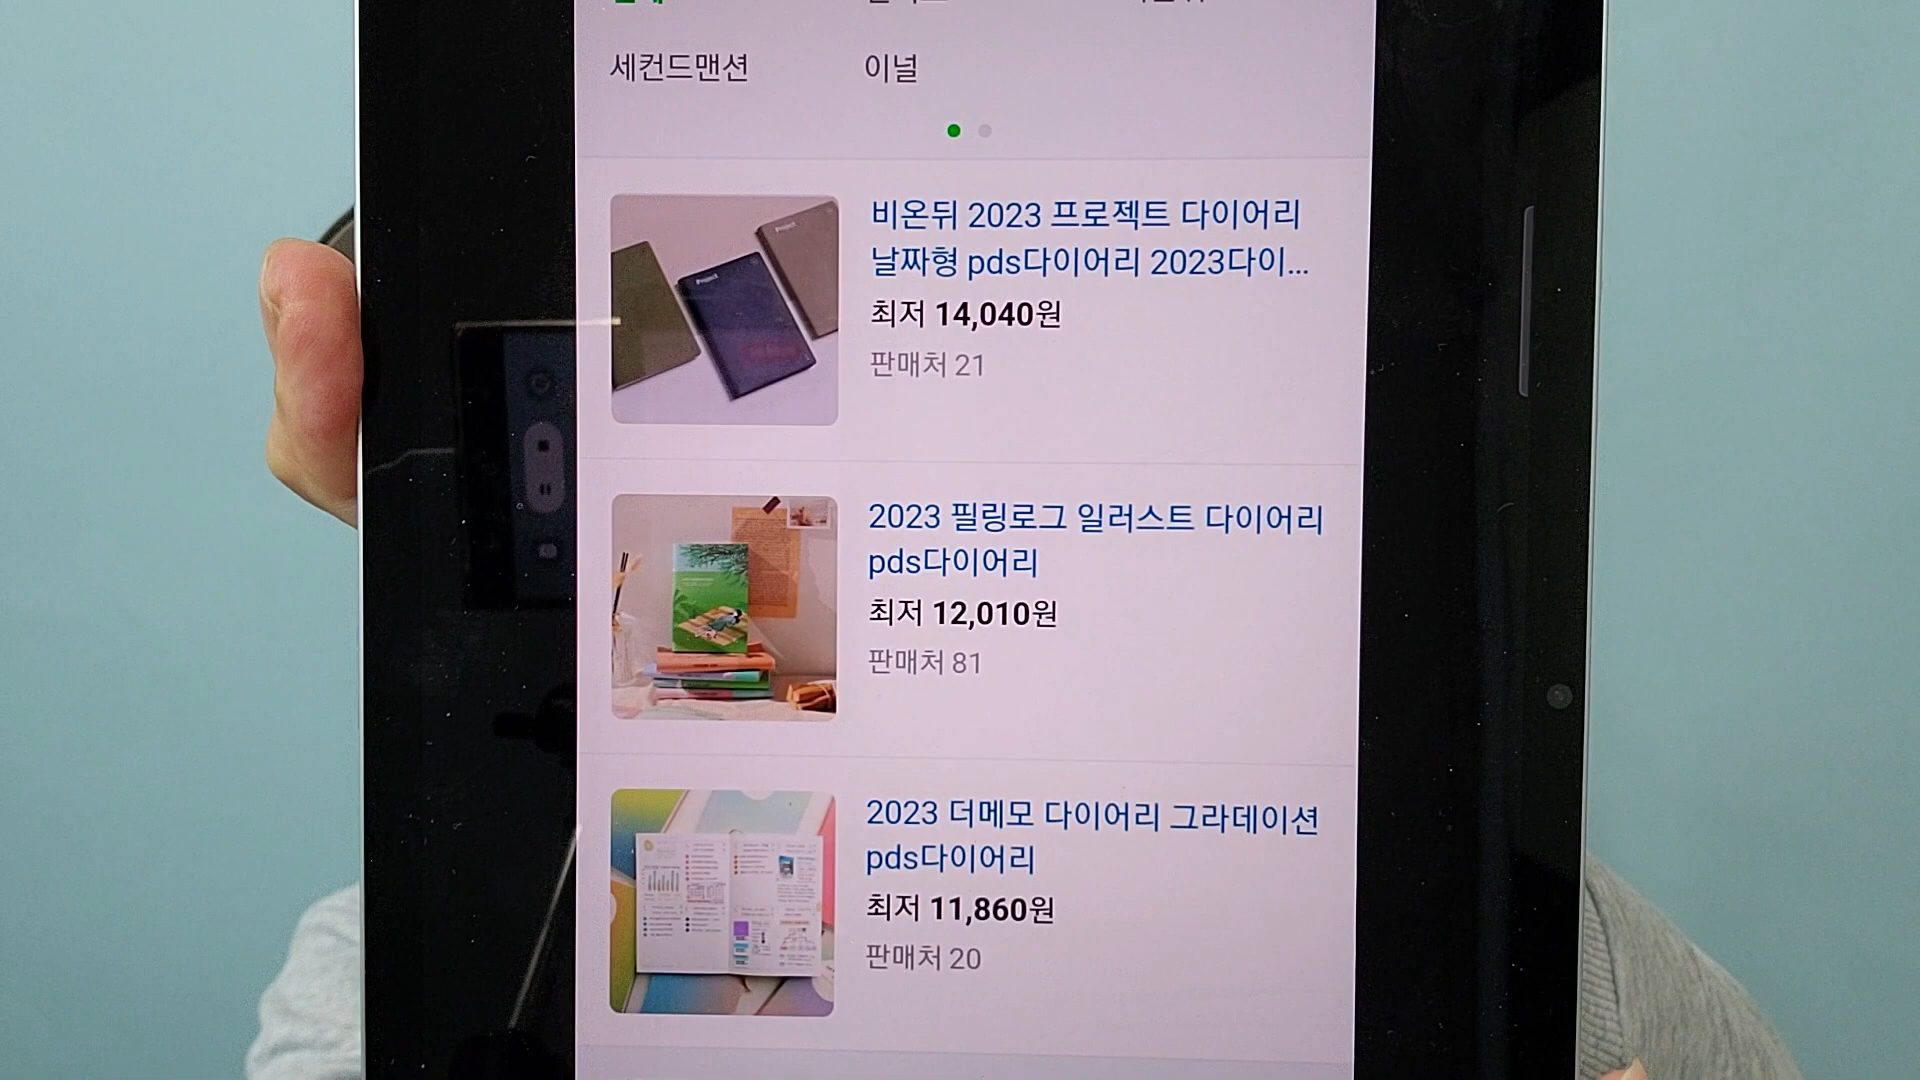 세컨드맨션
이널
비온뒤 2023 프로젝트 다이어리
날짜형 pds다이어리 2023다이...
최저 14,040원
판매처 21
Project
Project
2023 필링로그 일러스트 다이어리
pds다이어리
최저 12,010원
판매처 81
2023 더메모 다이어리 그라데이션
pds다이어리
최저 11,860원
판매처 20